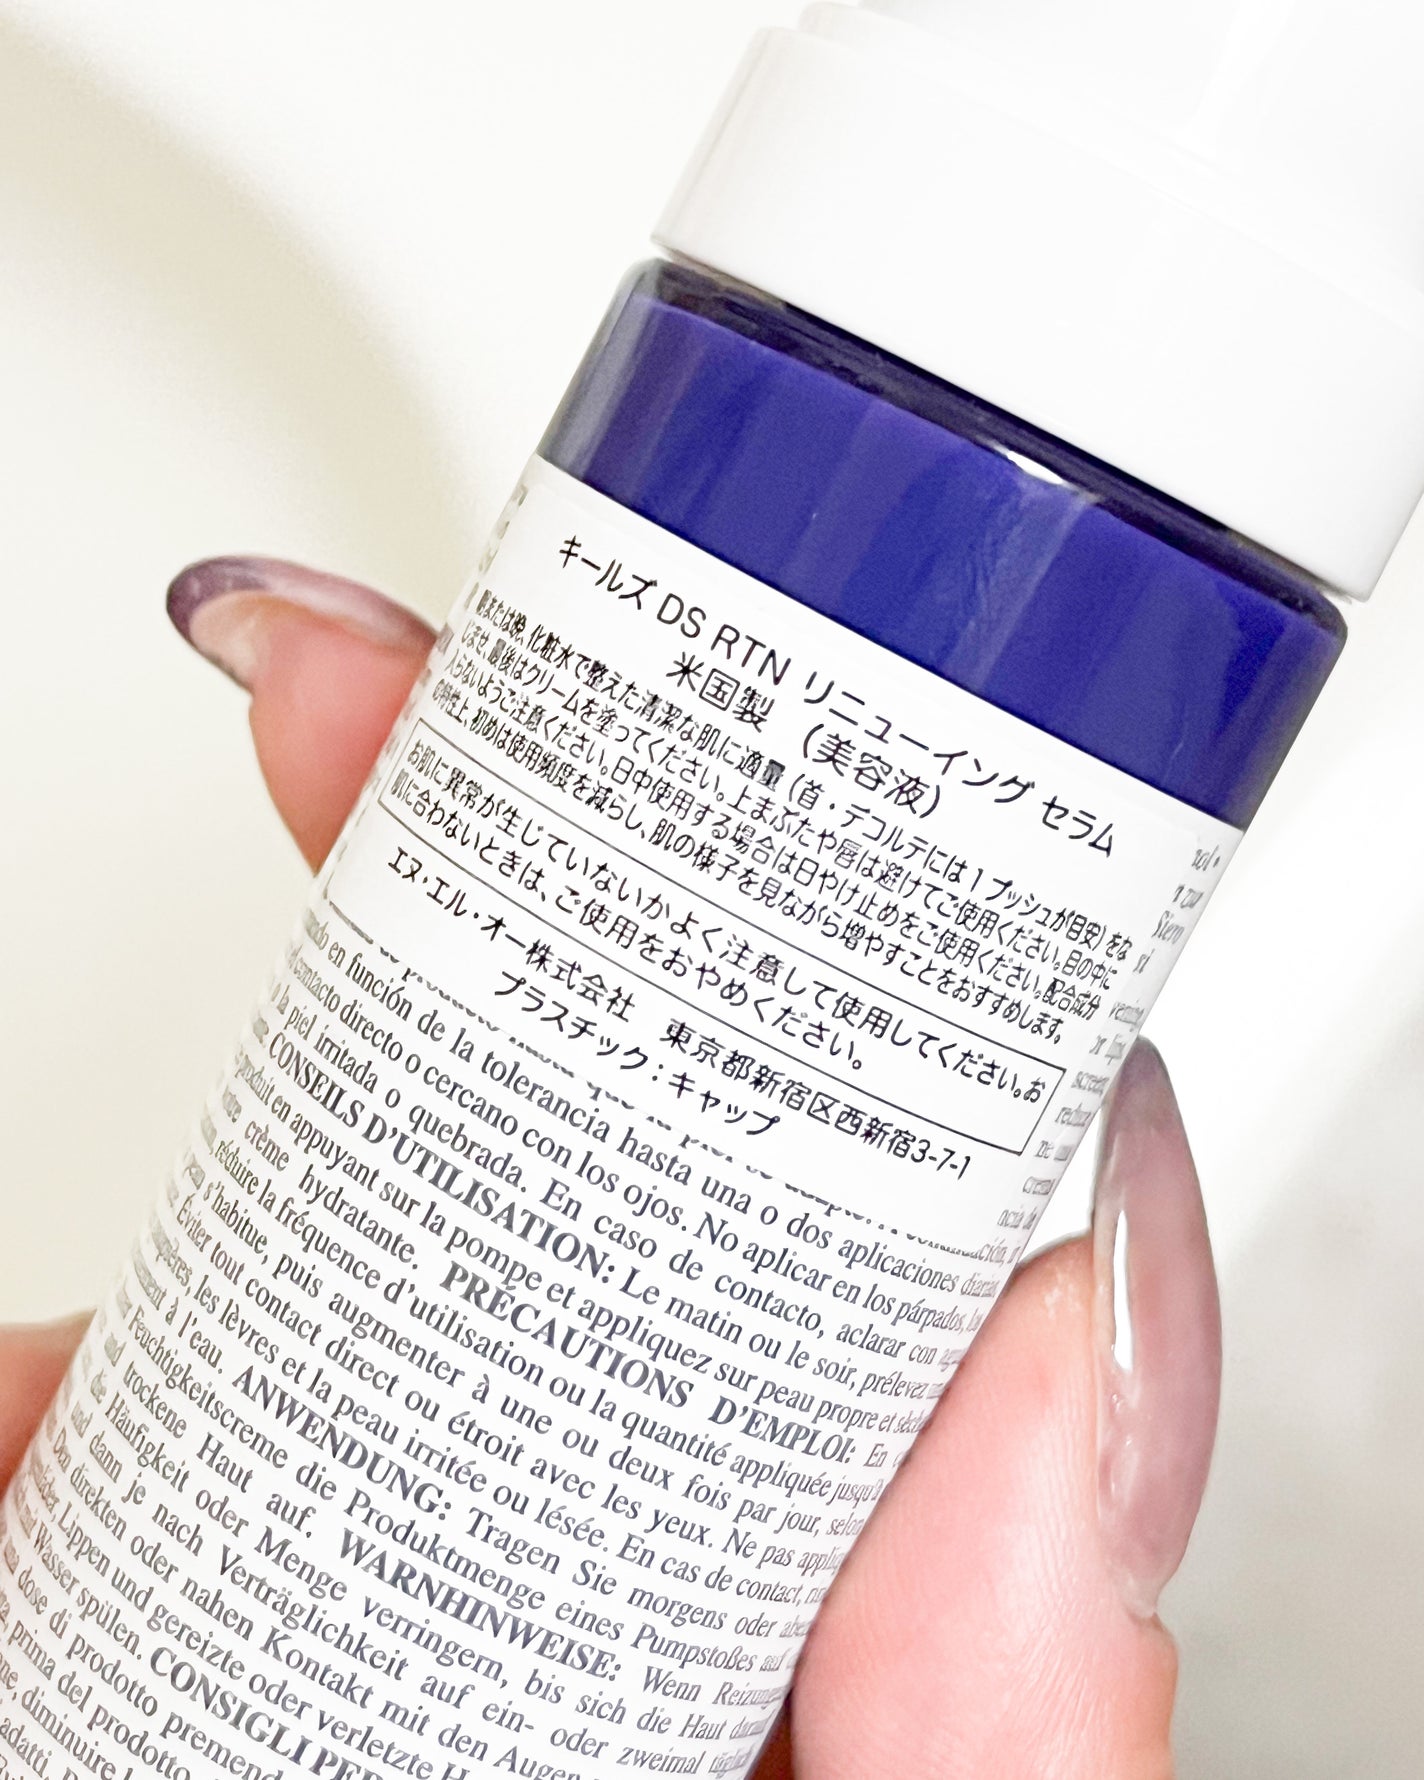 キールズ DS RTN リニューイング セラム
米国製 (美容液)
朝または晩、化粧水で整えた清潔な肌に適量 (首・デコルテには1プッシュが目安) をな
じませ、最後はクリームを塗ってください。上まぶたや唇は避けてご使用ください。目の中に
入らないようご注意ください。日中使用する場合は日やけ止めをご使用ください。配合成分
の特性上、初めは使用頻度を減らし、肌の様子を見ながら増やすことをおすすめします。
お肌に異常が生じていないかよく注意して使用してください。お
肌に合わないときは、ご使用をおやめください。
エヌ・エル・オー株式会社 東京都新宿区西新宿3-7-1
プラスチック:キャップ
en función de la tolerancia hasta una o dos aplicaciones
contacto directo o cercano con los ojos. No aplicar en los párpados,
la piel irritada o quebrada. En caso de contacto, aclarar con
CONSEILS D'UTILISATION: Le matin ou le soir, prélevez
produit en appuyant sur la pompe et appliquez sur peau propre et
crème hydratante. PRÉCAUTIONS D'EMPLOI: En
réduire la fréquence d'utilisation ou la quantité appliquée jusqu'à
s'habitue, puis augmenter à une ou deux fois par jour, selon
Éviter tout contact direct ou étroit avec les yeux. Ne pas
les lèvres et la peau irritée ou lésée. En cas de contact,
à l'eau. ANWENDUNG: Tragen Sie morgens oder
Feuchtigkeitscreme die Produktmenge eines Pumpstoßes auf
und trockene Haut auf. WARNHINWEISE: Wenn
die Häufigkeit oder Menge verringern, bis sich die Haut
und dann je nach Verträglichkeit auf ein- oder zweimal
Den direkten oder nahen Kontakt mit den Augen
Lippen und gereizte oder verletzte
mit Wasser spülen. CONSIGLI PER
dose di prodotto premendo
prima del prodotto
diminuire